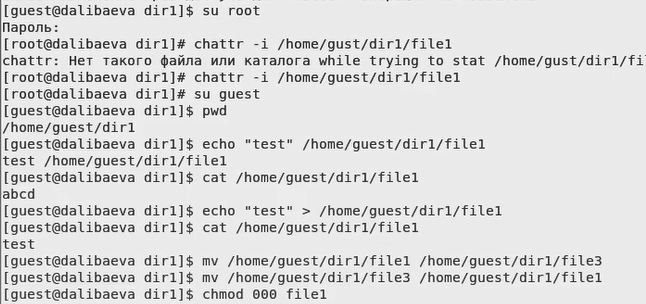 [guest@dalibaeva dir1]$ su root
Пароль:
[root@dalibaeva dir1]# chattr -i /home/gust/dir1/file1
chattr: Нет такого файла или каталога while trying to stat /home/gust/dir1/fi
[root@dalibaeva dir1]# chattr -i /home/guest/dir1/file1
[root@dalibaeva dir1]# su guest
[guest@dalibaeva dir1]$ pwd
/home/guest/dir1
[guest@dalibaeva dir1]$ echo "test" /home/guest/dir1/file1
test /home/guest/dir1/file1
[guest@dalibaeva dir1]$ cat /home/guest/dir1/file1
abcd
[guest@dalibaeva dir1]$ echo "test" > /home/guest/dir1/file1
[guest@dalibaeva dir1]$ cat /home/guest/dir1/file1
test
[guest@dalibaeva dir1]$ mv /home/guest/dir1/file1 /home/guest/dir1/file3
[guest@dalibaeva dir1]$ mv /home/guest/dir1/file3 /home/guest/dir1/file1
[guest@dalibaeva dir1]$ chmod 000 file1